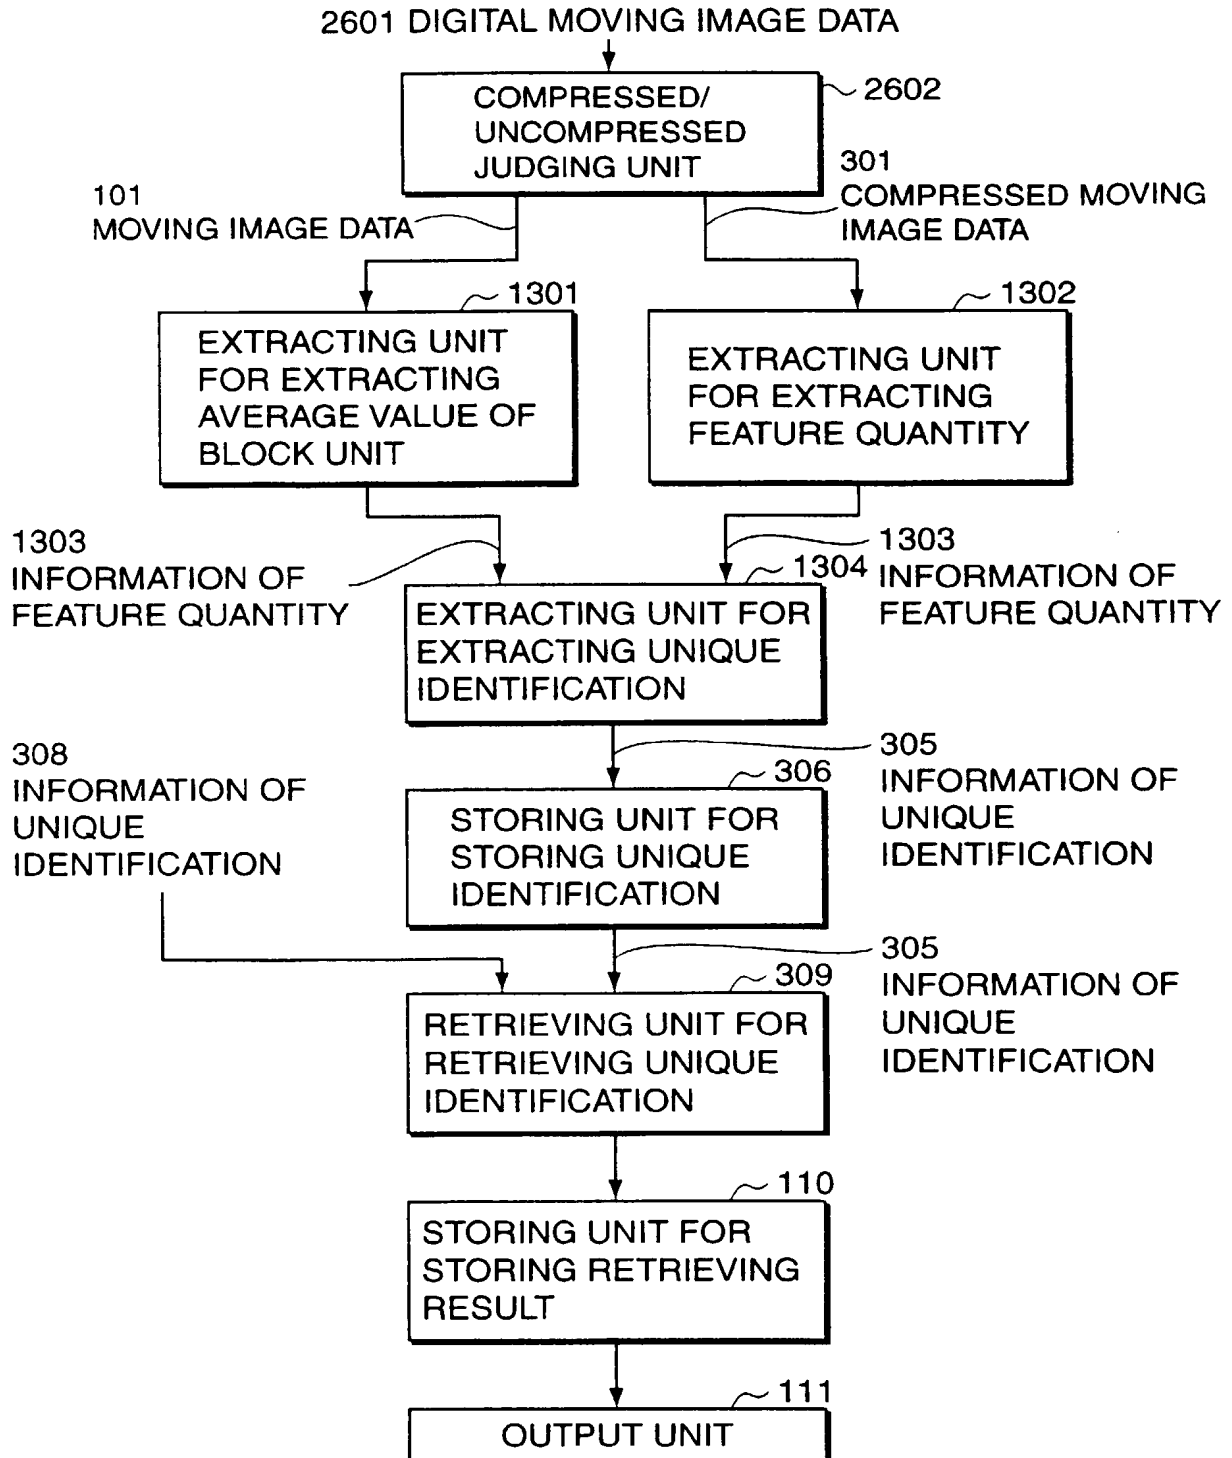 2601 DIGITAL MOVING IMAGE DATA
COMPRESSED/
UNCOMPRESSED
JUDGING UNIT
2602
101
MOVING IMAGE DATA
301
COMPRESSED MOVING
IMAGE DATA
1301
EXTRACTING UNIT
FOR EXTRACTING
AVERAGE VALUE OF
BLOCK UNIT
1302
EXTRACTING UNIT
FOR EXTRACTING
FEATURE QUANTITY
1303
INFORMATION OF
FEATURE QUANTITY
1303
INFORMATION OF
FEATURE QUANTITY
1304
EXTRACTING UNIT FOR
EXTRACTING UNIQUE
IDENTIFICATION
308
INFORMATION OF
UNIQUE
IDENTIFICATION
305
INFORMATION OF
UNIQUE
IDENTIFICATION
306
STORING UNIT FOR
STORING UNIQUE
IDENTIFICATION
305
INFORMATION OF
UNIQUE
IDENTIFICATION
309
RETRIEVING UNIT FOR
RETRIEVING UNIQUE
IDENTIFICATION
110
STORING UNIT FOR
STORING RETRIEVING
RESULT
111
OUTPUT UNIT